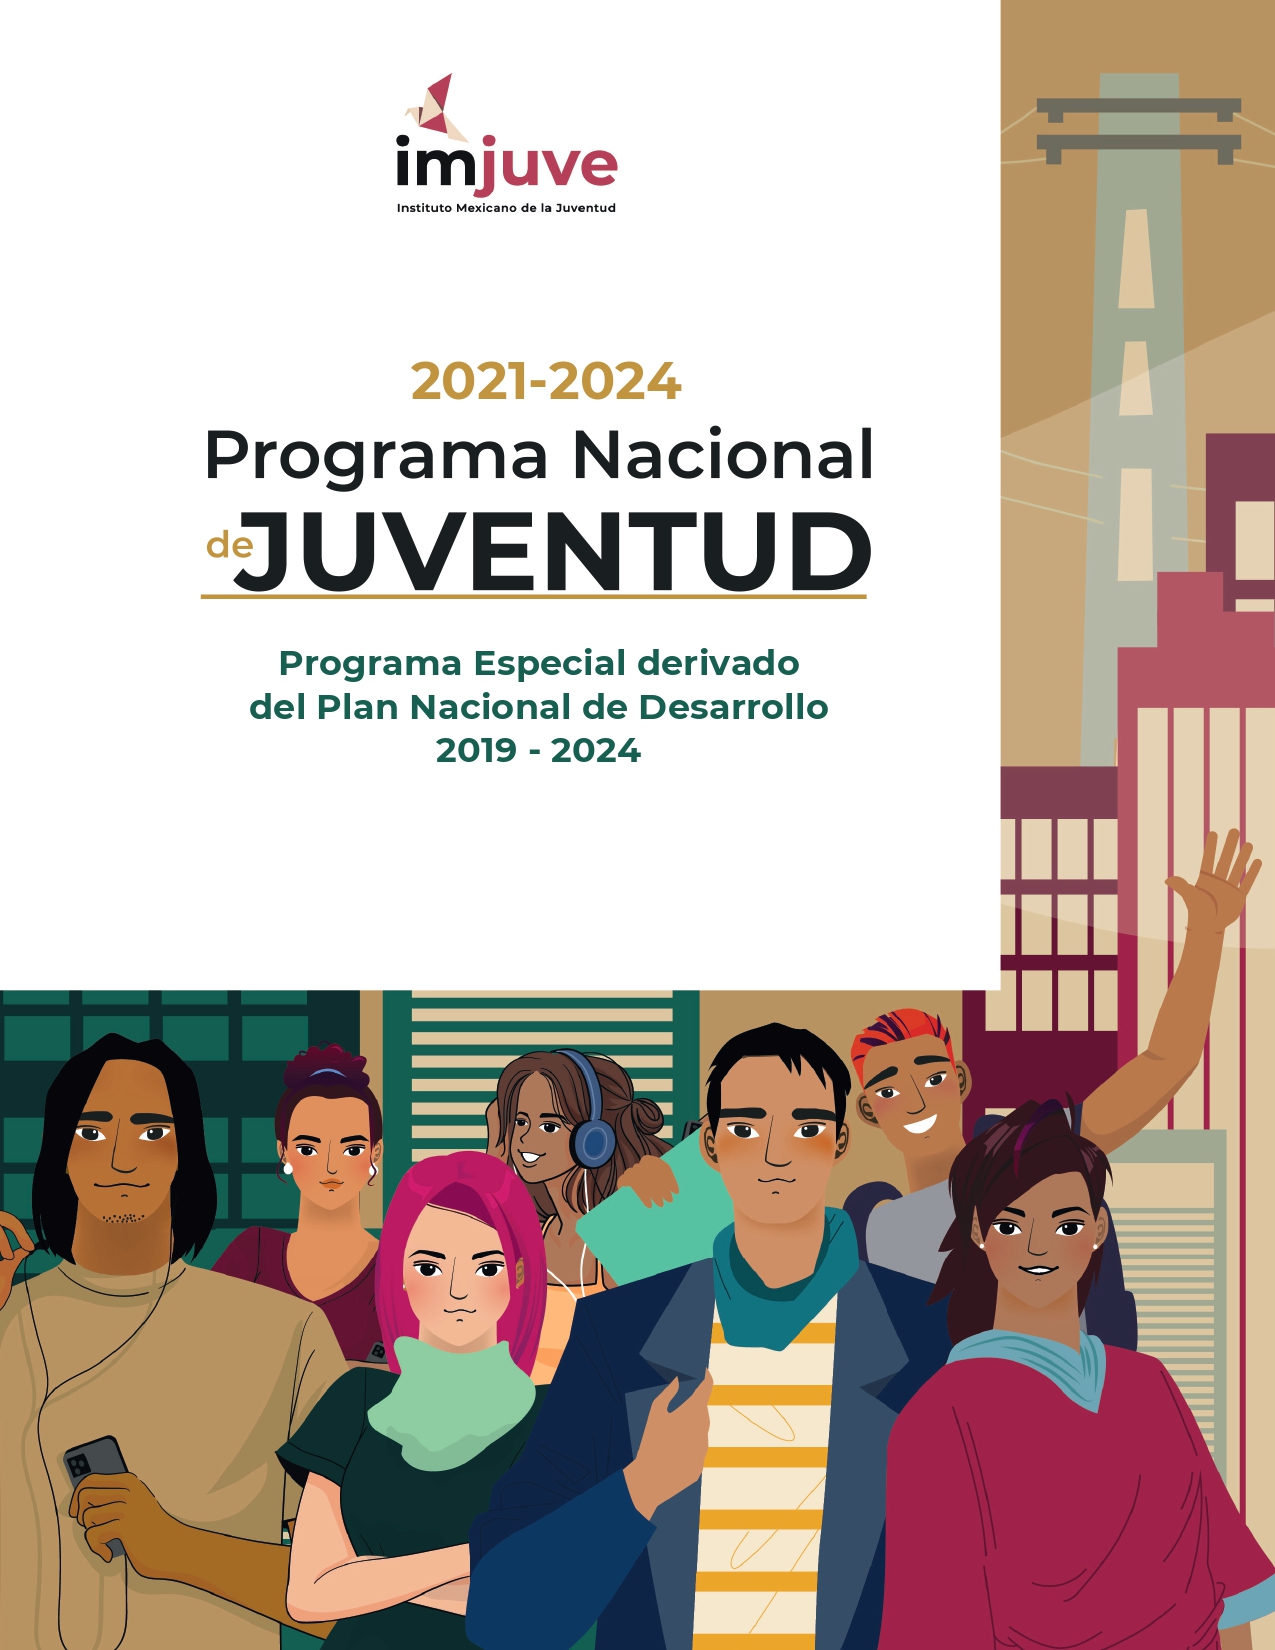 imjuve
Instituto Mexicano de la Juventud
2021-2024
Programa Nacional
de JUVENTUD
Programa Especial derivado
del Plan Nacional de Desarrollo
2019 - 2024